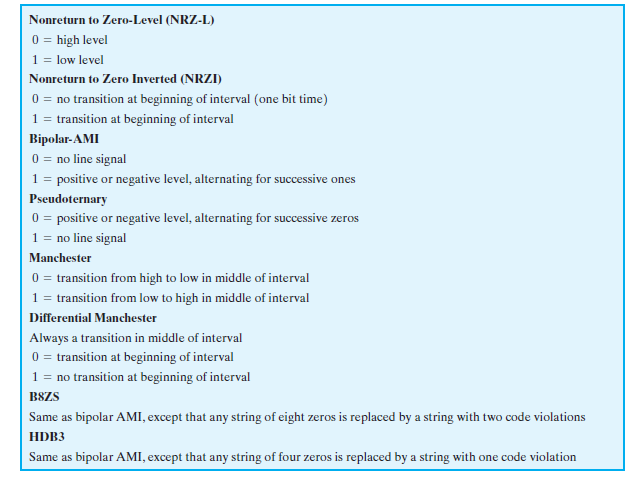 Nonreturn to Zero-Level (NRZ-L)
0 = high level
1 = low level
Nonreturn to Zero Inverted (NRZI)
0 = no transition at beginning of interval (one bit time)
1 = transition at beginning of interval
Bipolar-AMI
0 = no line signal
1 = positive or negative level, alternating for successive ones
Pseudoternary
0 = positive or negative level, alternating for successive zeros
1 = no line signal
Manchester
0 = transition from high to low in middle of interval
1 = transition from low to high in middle of interval
Differential Manchester
Always a transition in middle of interval
0 = transition at beginning of interval
1 = no transition at beginning of interval
B8ZS
Same as bipolar AMI, except that any string of eight zeros is replaced by a string with two code violations
HDB3
Same as bipolar AMI, except that any string of four zeros is replaced by a string with one code violation